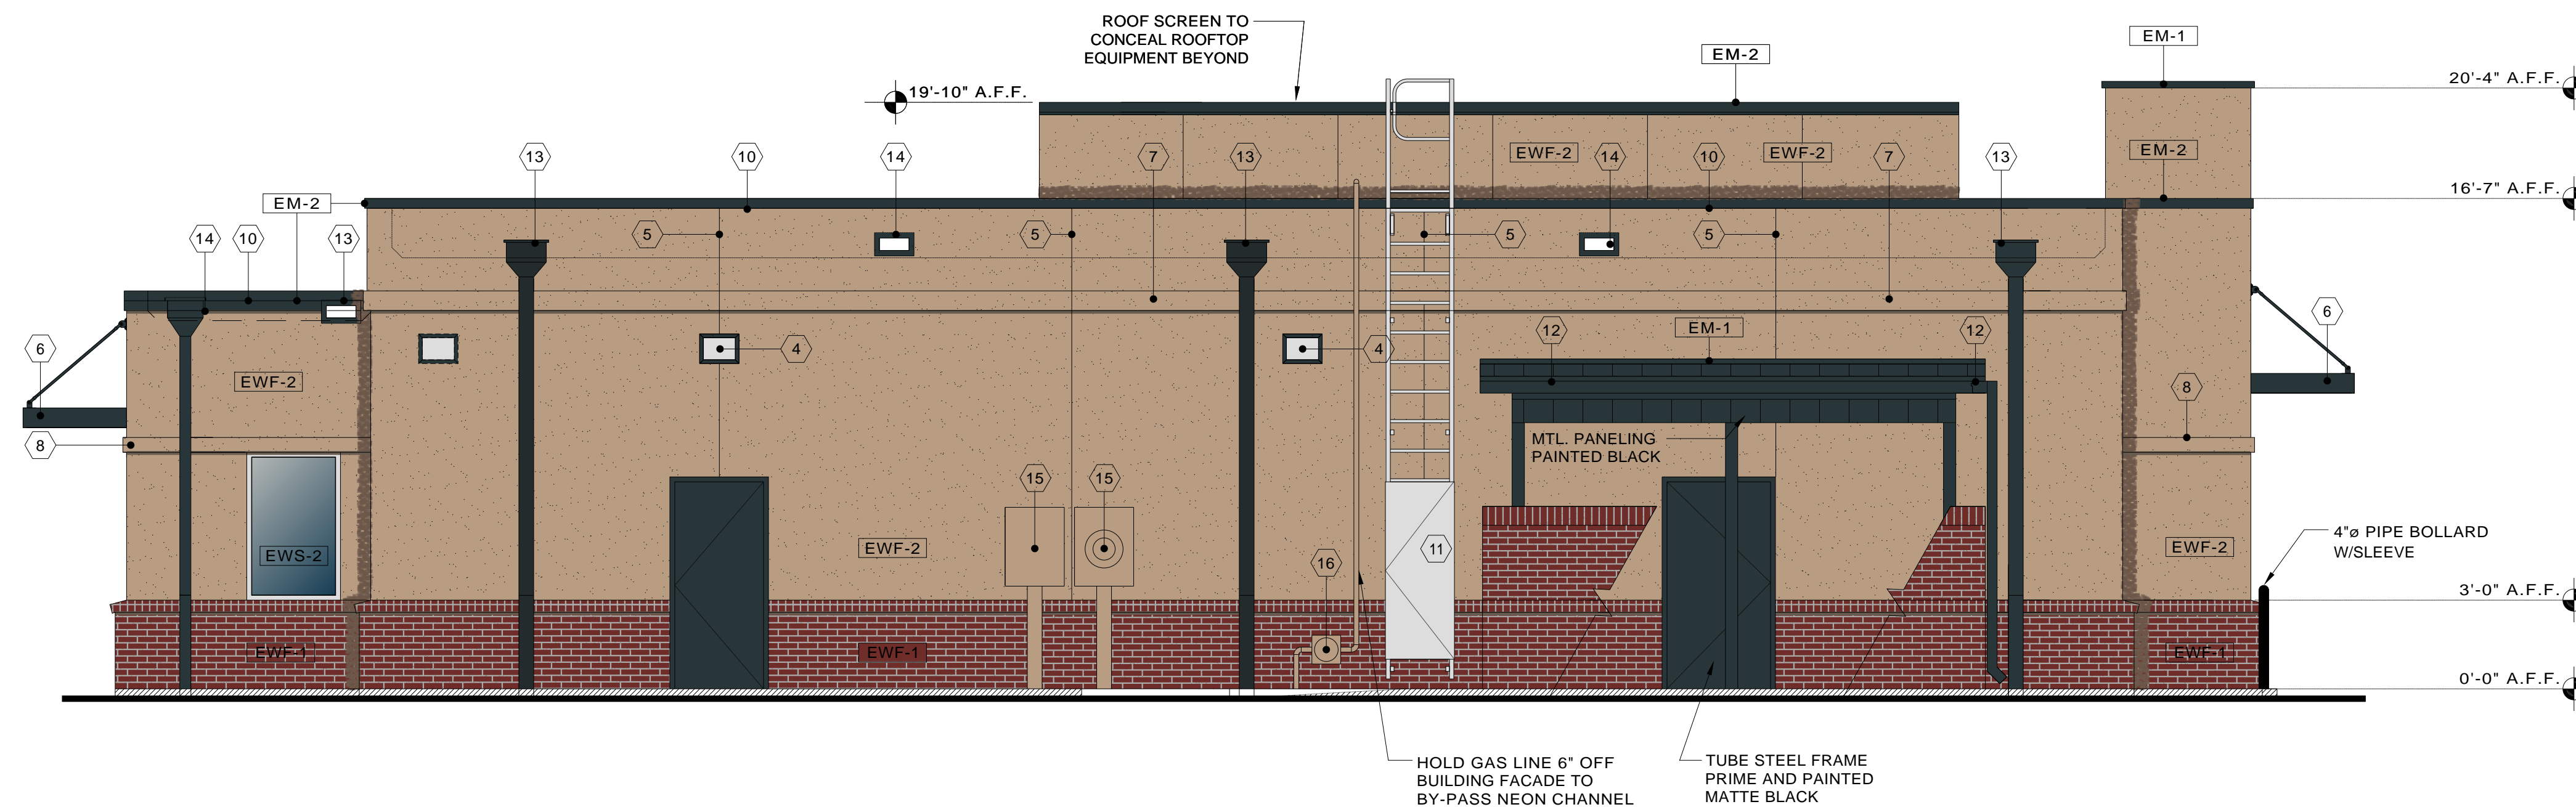 ROOF SCREEN TO
CONCEAL ROOFTOP
EQUIPMENT BEYOND
EM-2
EM-1
19'-10" A.F.F.
20'-4" A.F.F.
13
10
14
7
13
EWF-2
14
10
EWF-2
7
13
EM-2
16'-7" A.F.F.
EM-2
14
10
13
5
5
5
5
6
4
4
12
EM-1
12
6
EWF-2
8
8
MTL. PANELING
PAINTED BLACK
15
15
EWS-2
EWF-2
16
11
EWF-2
4"ø PIPE BOLLARD
W/SLEEVE
3'-0" A.F.F.
EWF-1
EWF-1
EWF-1
0'-0" A.F.F.
HOLD GAS LINE 6" OFF
BUILDING FACADE TO
BY-PASS NEON CHANNEL
TUBE STEEL FRAME
PRIME AND PAINTED
MATTE BLACK